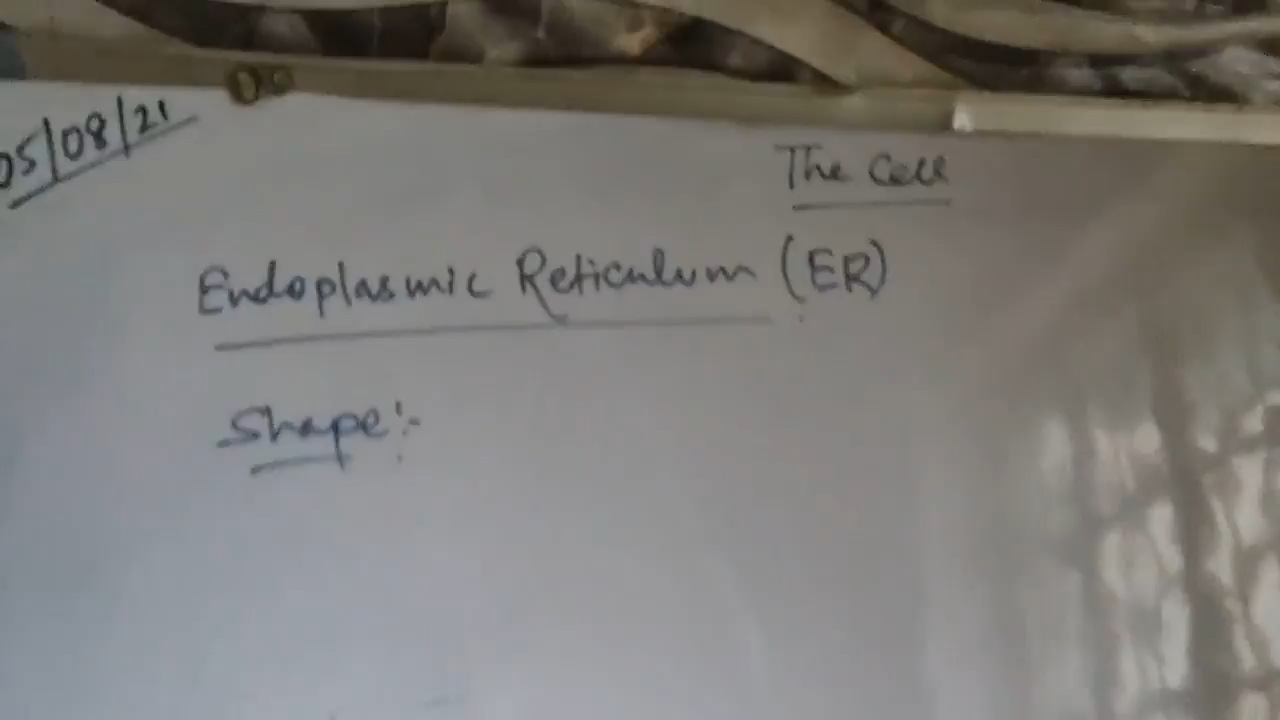 05/08/21
The Cell
Endoplasmic Reticulum (ER)
Shape:-